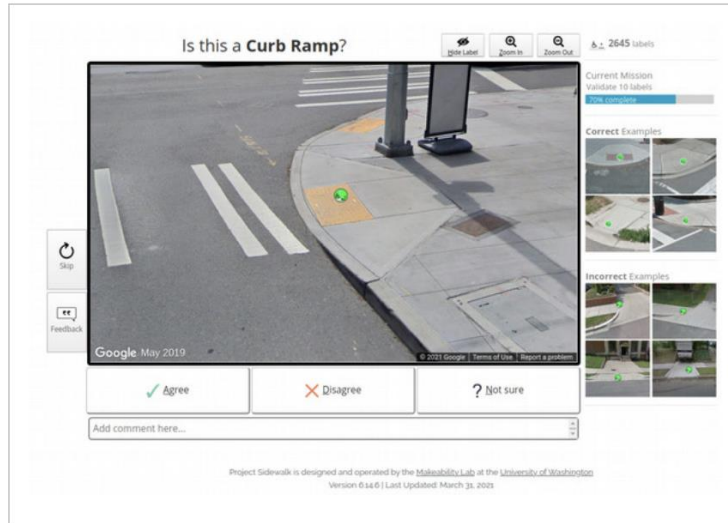 Is this a Curb Ramp?
Hide Label
Zoom In
Zoom Out
2645 labels
Current Mission
Validate 10 labels
70% complete
Correct Examples
Incorrect Examples
Skip
Feedback
Google May 2019
© 2021 Google Terms of Use Report a problem
Agree
Disagree
? Not sure
Add comment here...
Project Sidewalk is designed and operated by the Makeability Lab at the University of Washington
Version 6.14.6 | Last Updated: March 31, 2021